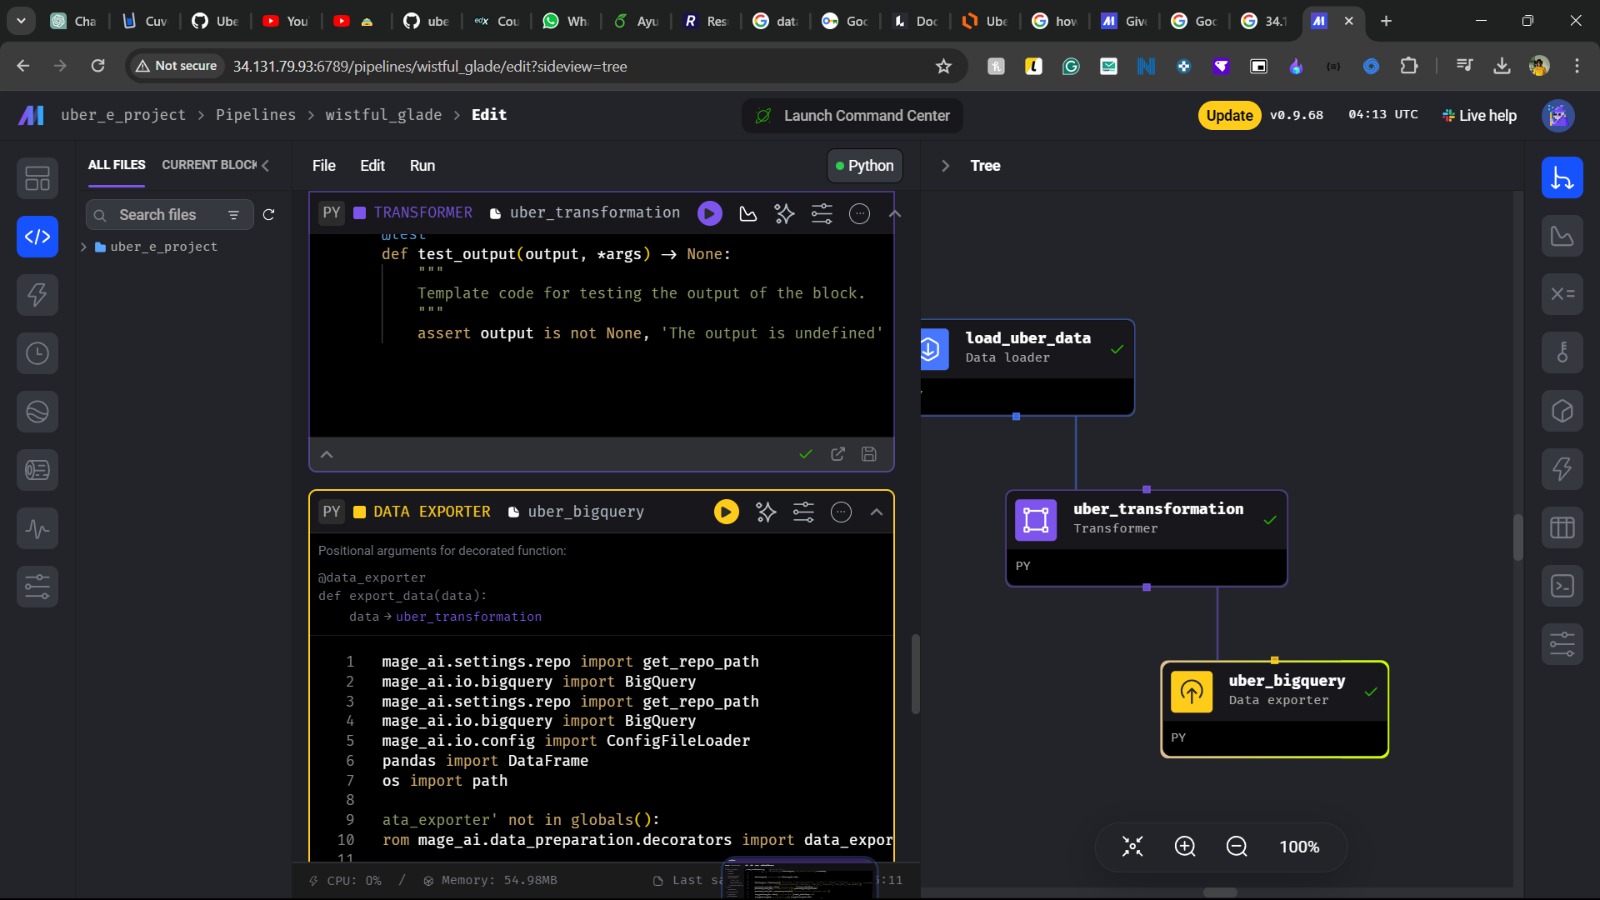 Cha
Cuv
Ube
You
ube
edX Cou
Wh
Ayu
R Res
dat
Goc
Doc
Ube
how
Give
Goc
34.1
Not secure
34.131.79.93:6789/pipelines/wistful_glade/edit?sideview=tree
uber_e_project > Pipelines > wistful_glade > Edit
Launch Command Center
Update v0.9.68 04:13 UTC Live help
ALL FILES CURRENT BLOCK
Search files
uber_e_project
File Edit Run
Python
Tree
PY TRANSFORMER uber_transformation
@test
def test_output(output, *args) → None:
"""
Template code for testing the output of the block.
"""
assert output is not None, 'The output is undefined'
PY DATA EXPORTER uber_bigquery
Positional arguments for decorated function:
@data_exporter
def export_data(data):
data → uber_transformation
1 mage_ai.settings.repo import get_repo_path
2 mage_ai.io.bigquery import BigQuery
3 mage_ai.settings.repo import get_repo_path
4 mage_ai.io.bigquery import BigQuery
5 mage_ai.io.config import ConfigFileLoader
6 pandas import DataFrame
7 os import path
8
9 ata_exporter' not in globals():
10 rom mage_ai.data_preparation.decorators import data_expor
11
CPU: 0% / Memory: 54.98MB
Last sa
:11
load_uber_data
Data loader
uber_transformation
Transformer
PY
uber_bigquery
Data exporter
PY
100%